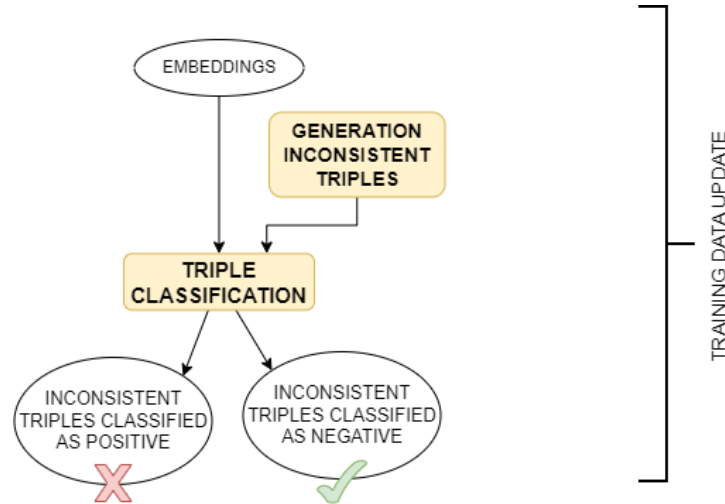 EMBEDDINGS
GENERATION
INCONSISTENT
TRIPLES
TRIPLE
CLASSIFICATION
INCONSISTENT
TRIPLES CLASSIFIED
AS POSITIVE
INCONSISTENT
TRIPLES CLASSIFIED
AS NEGATIVE
TRAINING DATA UPDATE